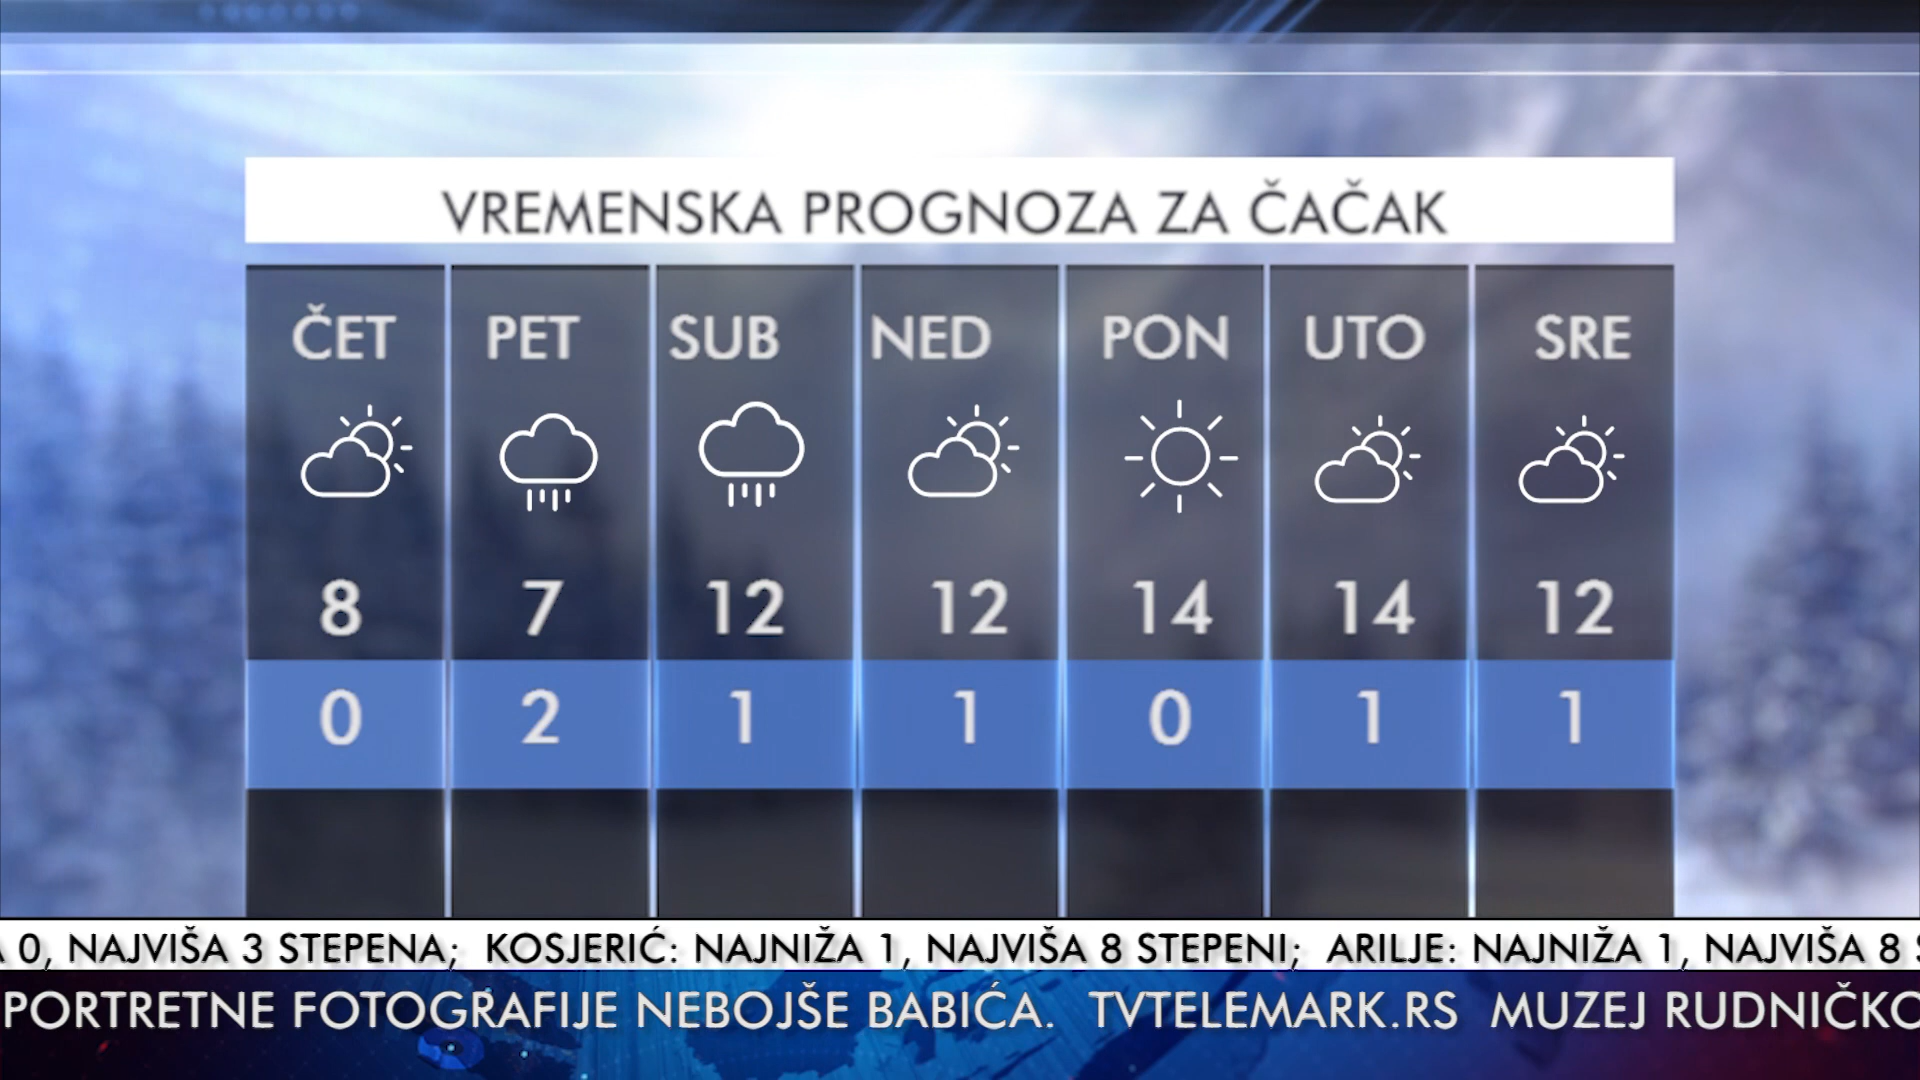 VREMENSKA PROGNOZA ZA ČAČAK
ČET PET SUB NED PON UTO SRE
8 7 12 12 14 14 12
0 2 1 1 0 1 1
0, NAJVIŠA 3 STEPENA; KOSJERIĆ: NAJNIŽA 1, NAJVIŠA 8 STEPENI; ARILJE: NAJNIŽA 1, NAJVIŠA 8
PORTRETNE FOTOGRAFIJE NEBOJŠE BABIĆA. TVTELEMARK.RS MUZEJ RUDNIČKO